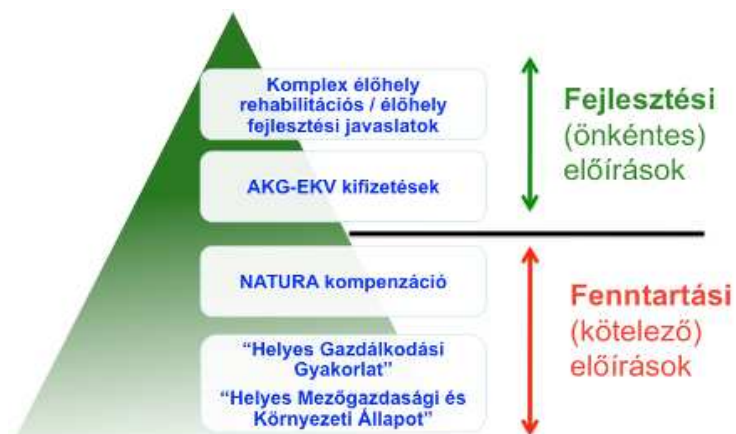 Komplex élőhely
rehabilitációs / élőhely
fejlesztési javaslatok
AKG-EKV kifizetések
Fejlesztési
(önkéntes)
előírások
NATURA kompenzáció
“Helyes Gazdálkodási
Gyakorlat”
“Helyes Mezőgazdasági és
Környezeti Állapot”
Fenntartási
(kötelező)
előírások